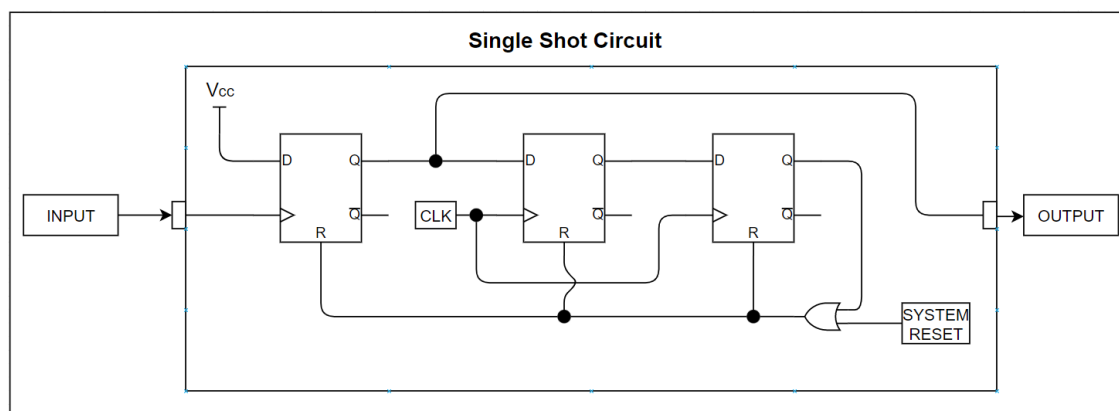 Single Shot Circuit
Vcc
D Q
D Q
D Q
INPUT
Q̅
CLK
Q̅
Q̅
OUTPUT
R
R
R
SYSTEM
RESET